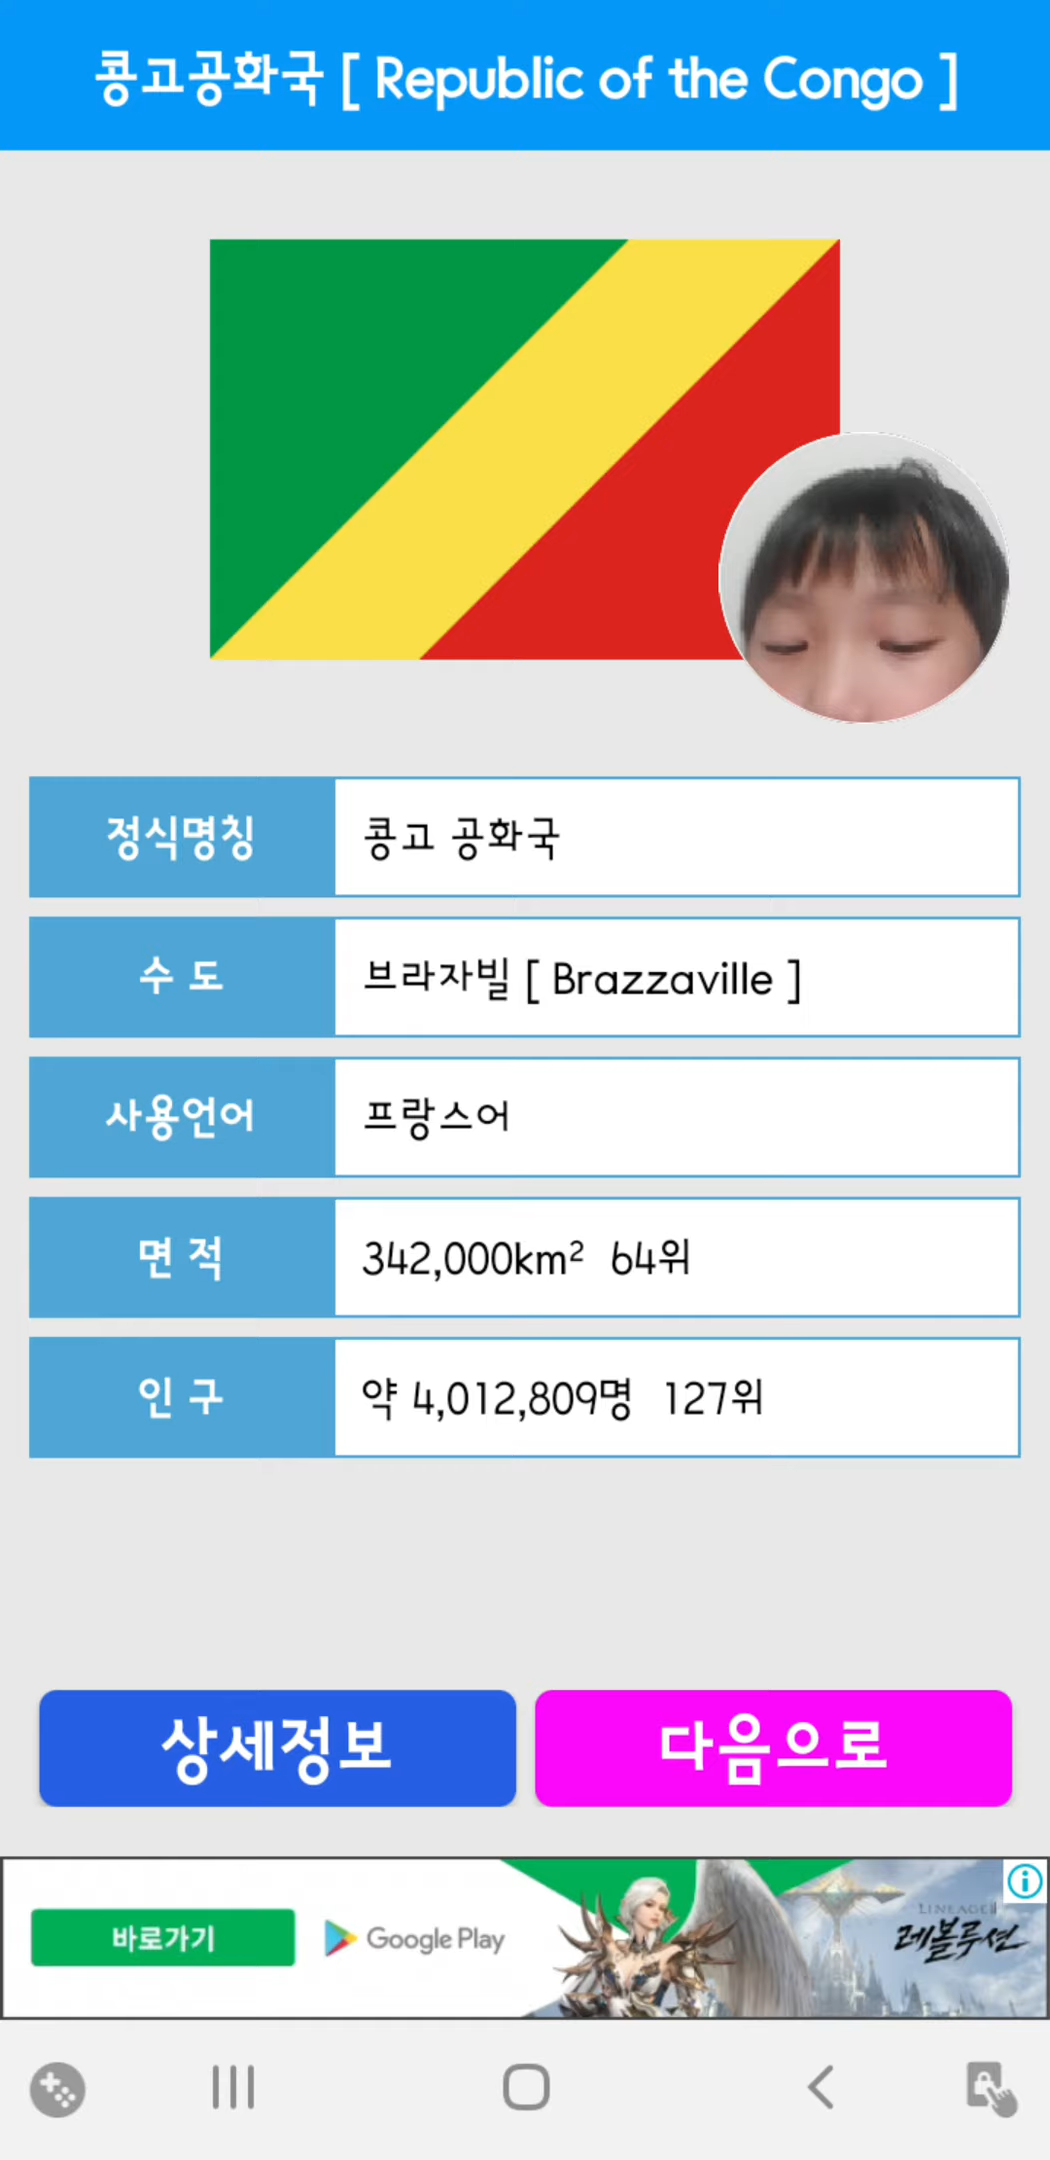 콩고공화국 [ Republic of the Congo ]
정식명칭
콩고 공화국
수 도
브라자빌 [ Brazzaville ]
사용언어
프랑스어
면 적
342,000km² 64위
인 구
약 4,012,809명 127위
상세정보
다음으로
바로가기
Google Play
LINEAGE II
레볼루션